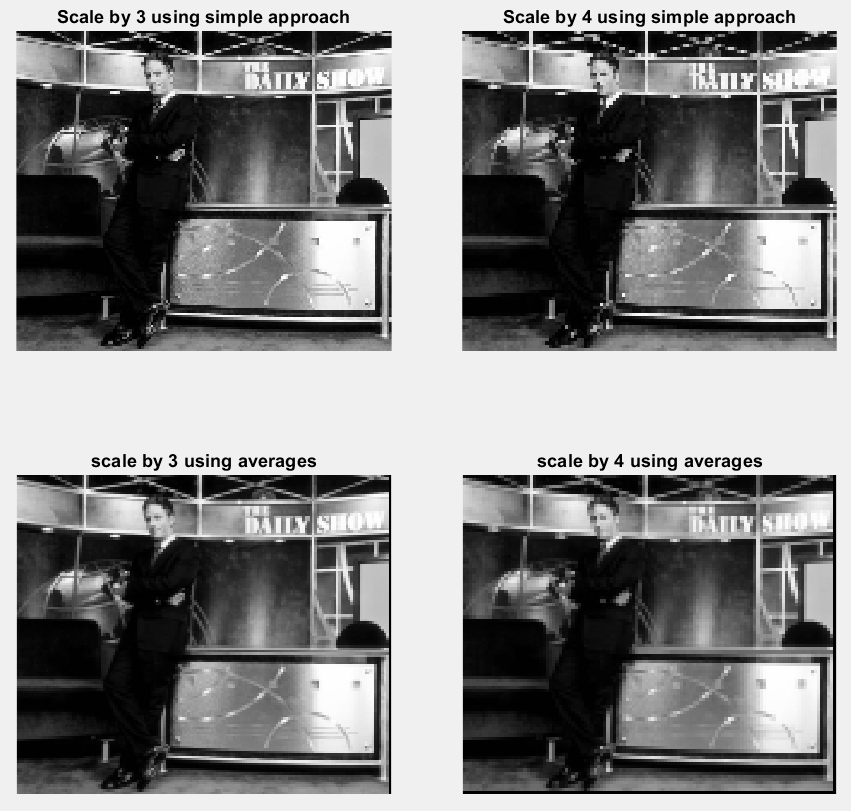 Scale by 3 using simple approach
Scale by 4 using simple approach
THE
DAILY SHOW
THE
DAILY SHOW
scale by 3 using averages
scale by 4 using averages
THE
DAILY SHOW
THE
DAILY SHOW